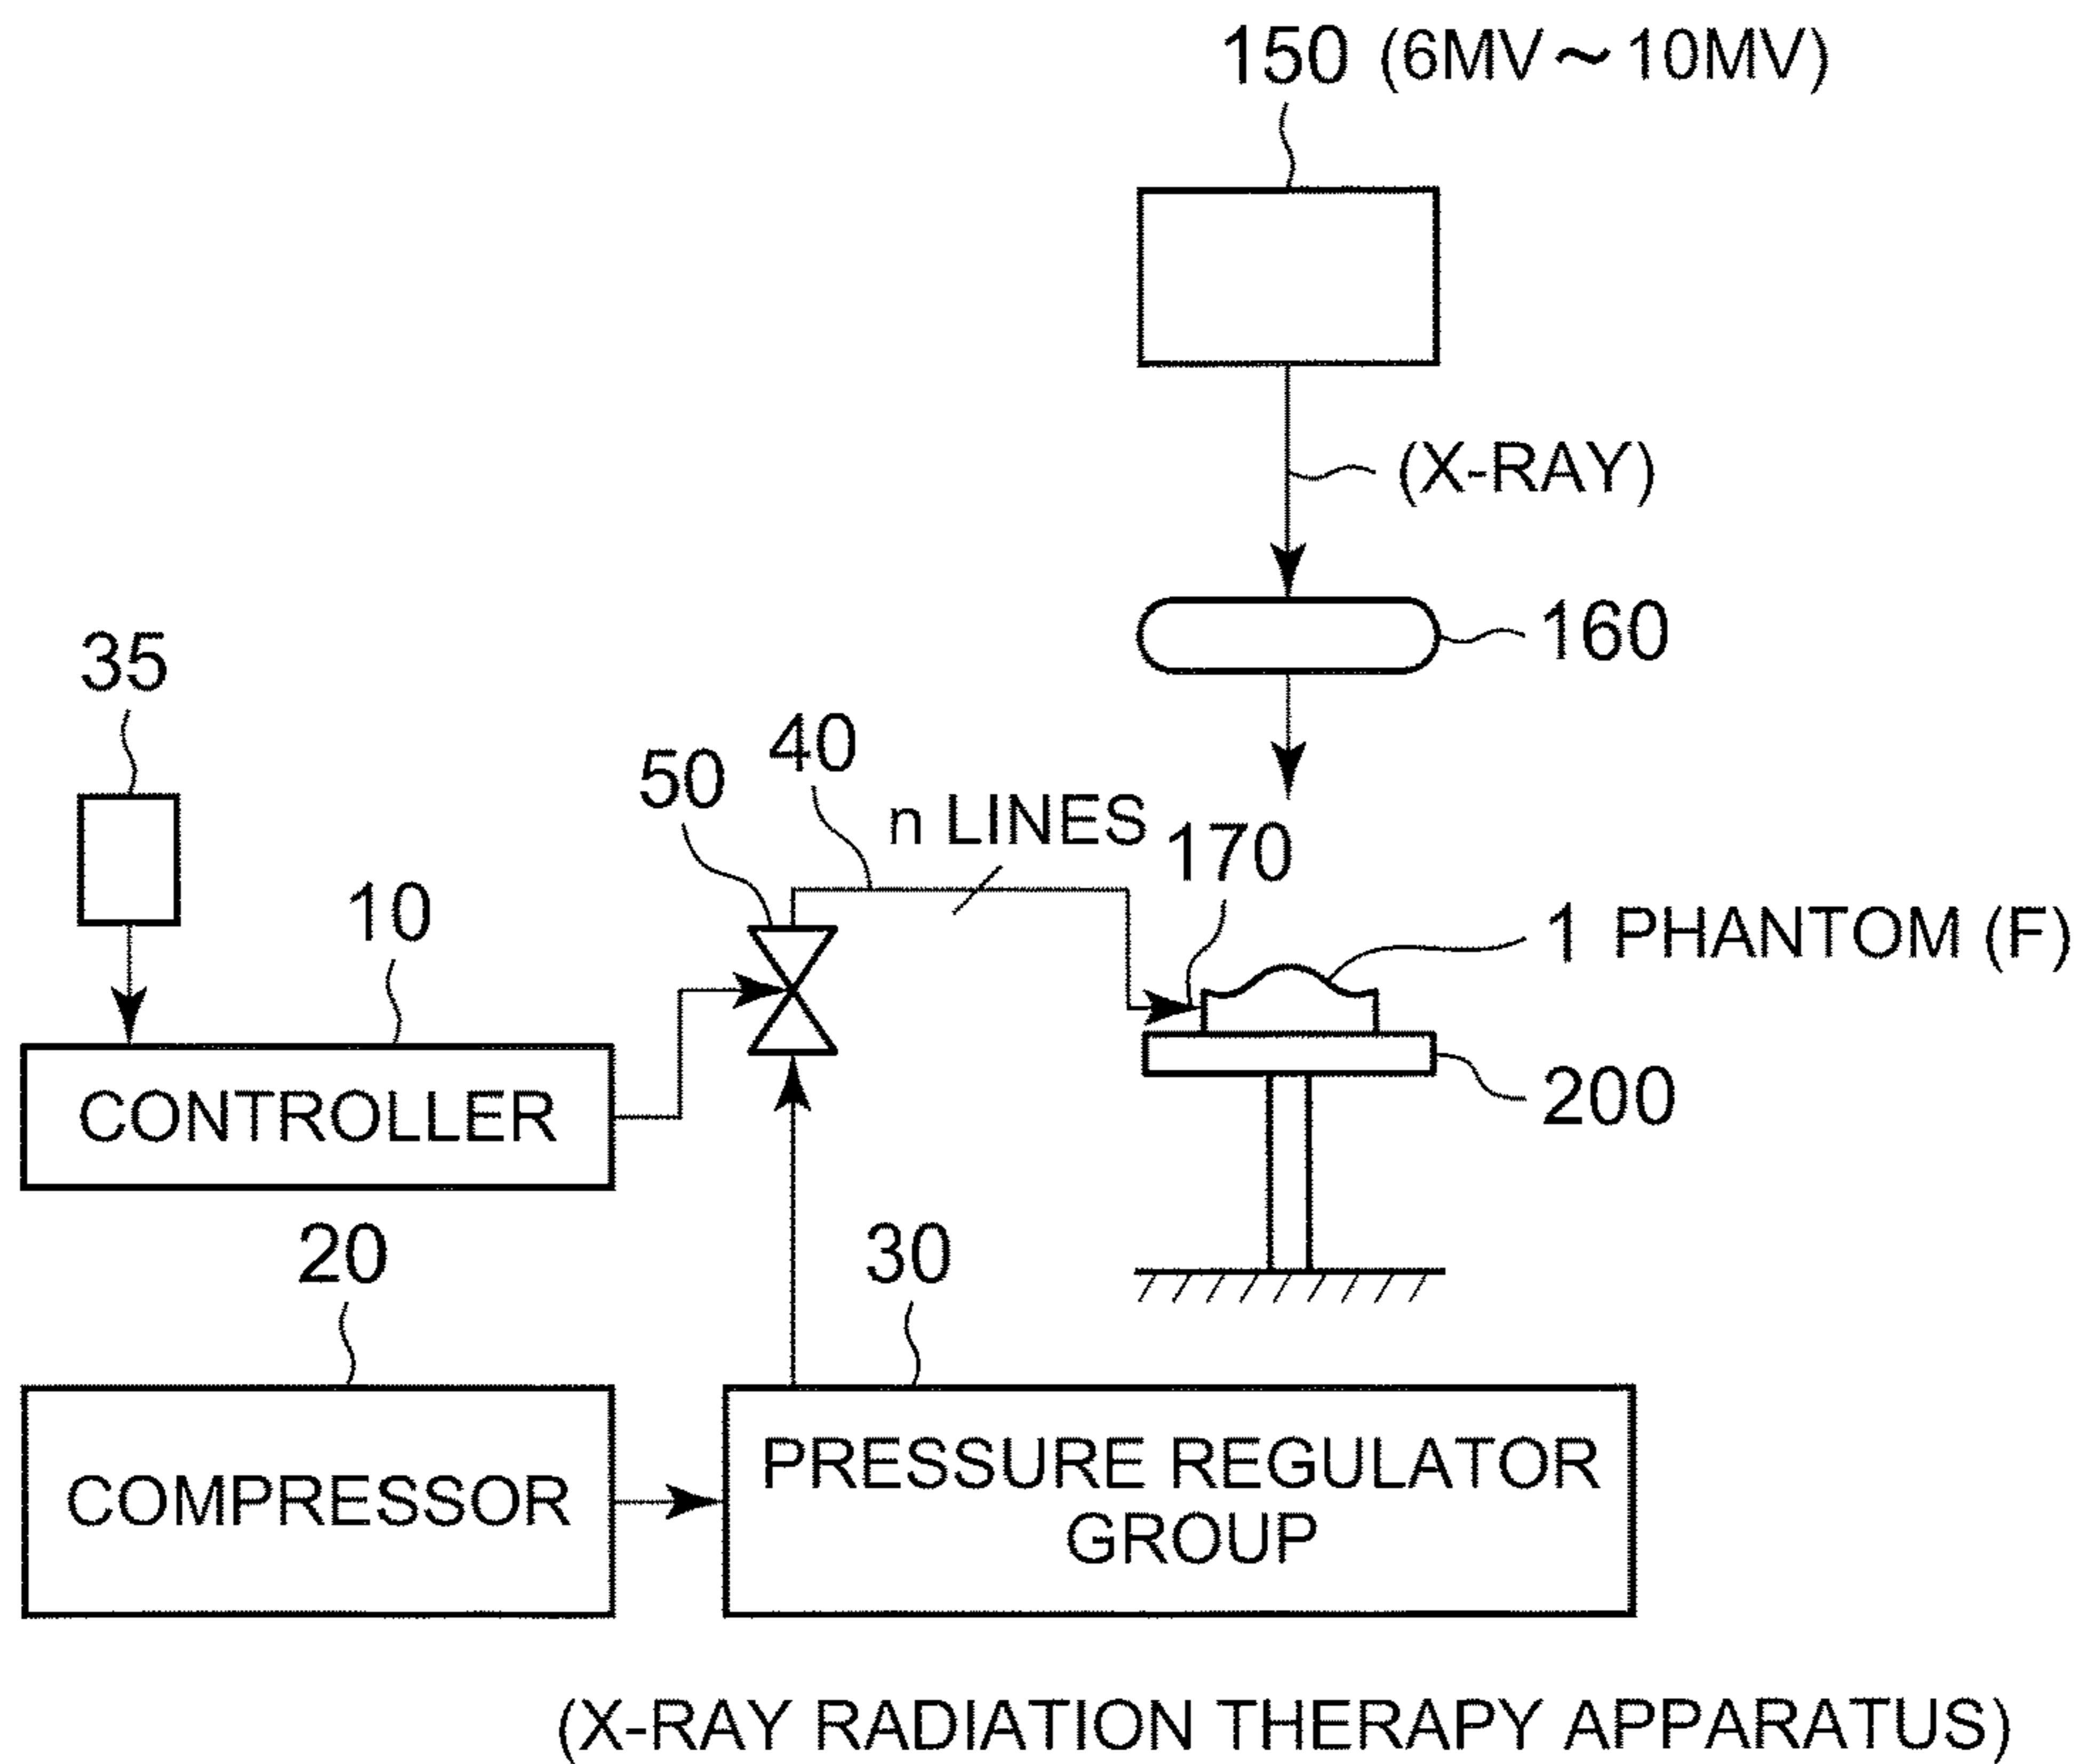 150 (6MV~10MV)
(X-RAY)
160
35
40
50
n LINES
170
10
1 PHANTOM (F)
200
CONTROLLER
20
30
COMPRESSOR
PRESSURE REGULATOR
GROUP
(X-RAY RADIATION THERAPY APPARATUS)